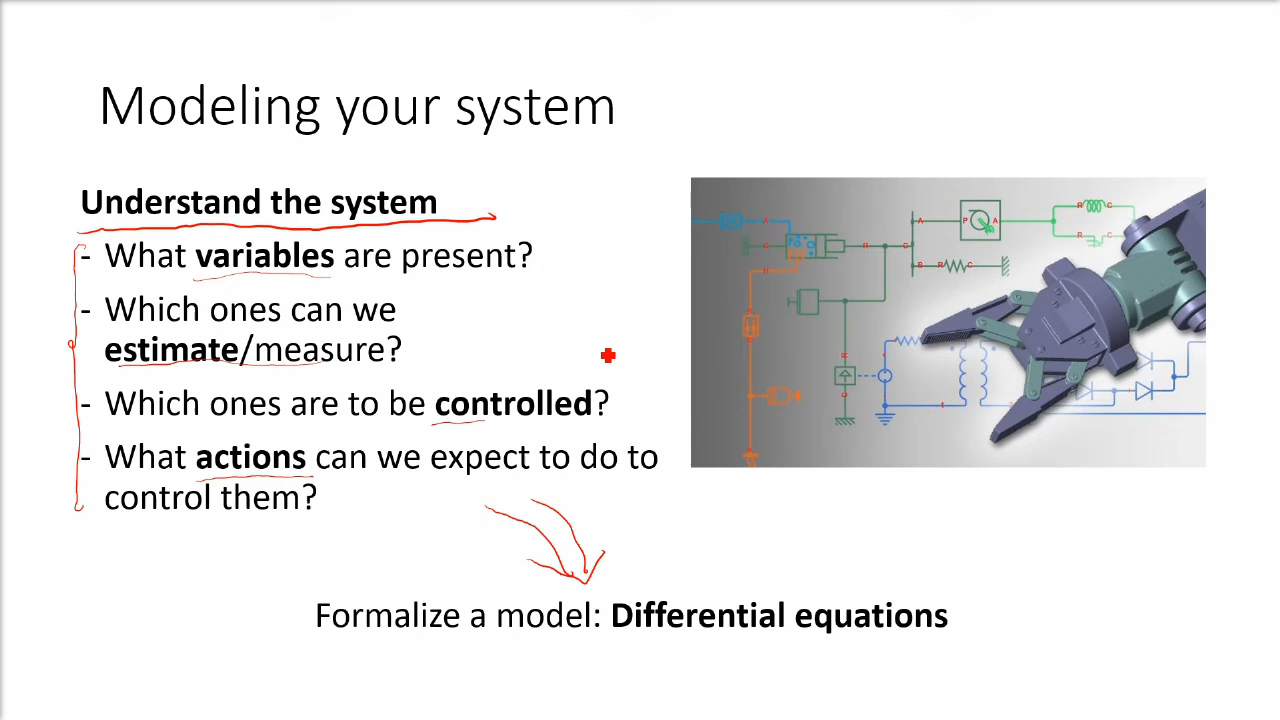 Modeling your system
Understand the system
- What variables are present?
- Which ones can we
estimate/measure?
- Which ones are to be controlled?
- What actions can we expect to do to
control them?
Formalize a model: Differential equations